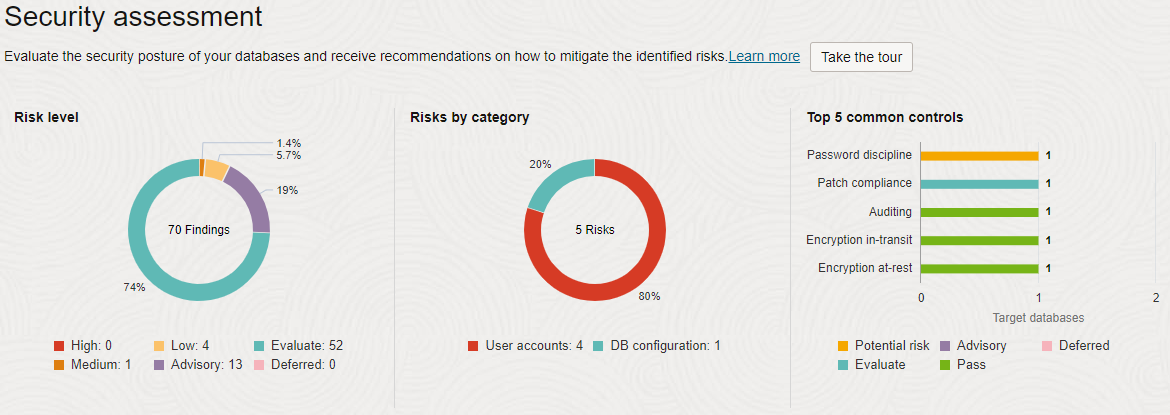 Security assessment
Evaluate the security posture of your databases and receive recommendations on how to mitigate the identified risks.Learn more Take the tour
Risk level
1.4%
5.7%
19%
70 Findings
74%
High: 0 Low: 4 Evaluate: 52
Medium: 1 Advisory: 13 Deferred: 0
Risks by category
20%
5 Risks
80%
User accounts: 4 DB configuration: 1
Top 5 common controls
Password discipline 1
Patch compliance 1
Auditing 1
Encryption in-transit 1
Encryption at-rest 1
0 1 2
Target databases
Potential risk Advisory Deferred
Evaluate Pass